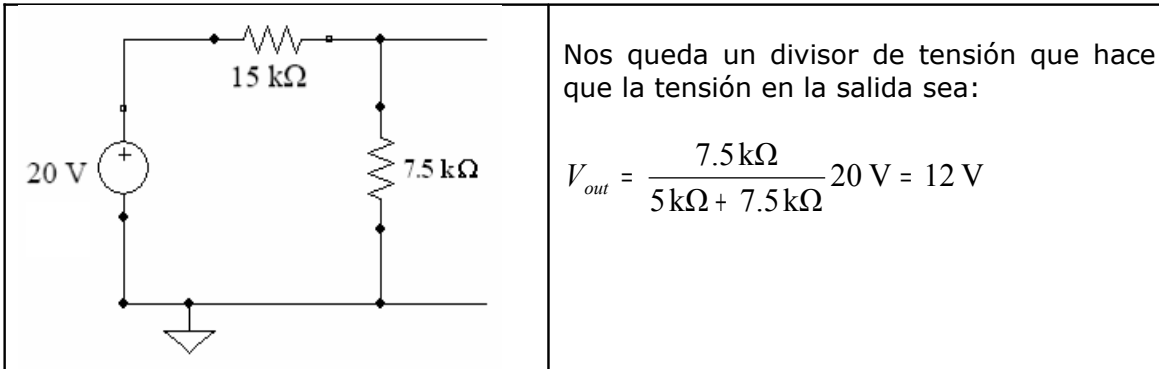 15 kΩ
20 V
+
7.5 kΩ
Nos queda un divisor de tensión que hace
que la tensión en la salida sea:
V_out = 7.5 kΩ / 5 kΩ + 7.5 kΩ 20 V = 12 V